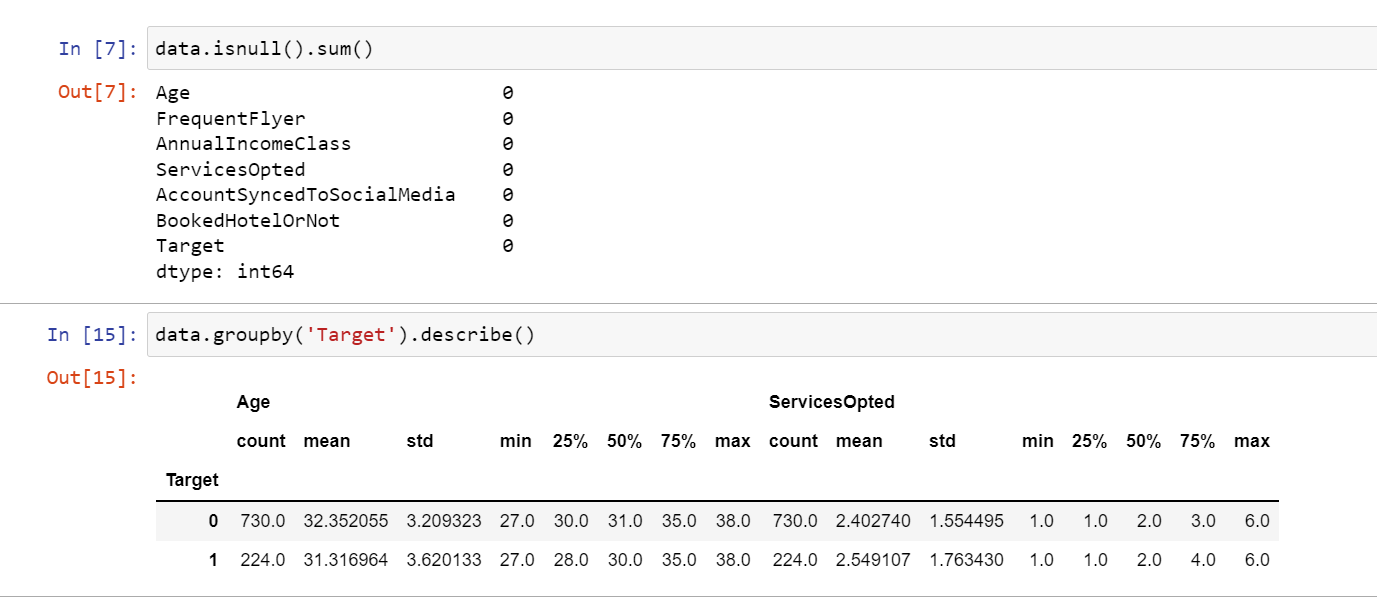 In [7]: data.isnull().sum()
Out[7]: Age 0
FrequentFlyer 0
AnnualIncomeClass 0
ServicesOpted 0
AccountSyncedToSocialMedia 0
BookedHotelOrNot 0
Target 0
dtype: int64
In [15]: data.groupby('Target').describe()
Out[15]:
Age ServicesOpted
count mean std min 25% 50% 75% max count mean std min 25% 50% 75% max
Target
0 730.0 32.352055 3.209323 27.0 30.0 31.0 35.0 38.0 730.0 2.402740 1.554495 1.0 1.0 2.0 3.0 6.0
1 224.0 31.316964 3.620133 27.0 28.0 30.0 35.0 38.0 224.0 2.549107 1.763430 1.0 1.0 2.0 4.0 6.0